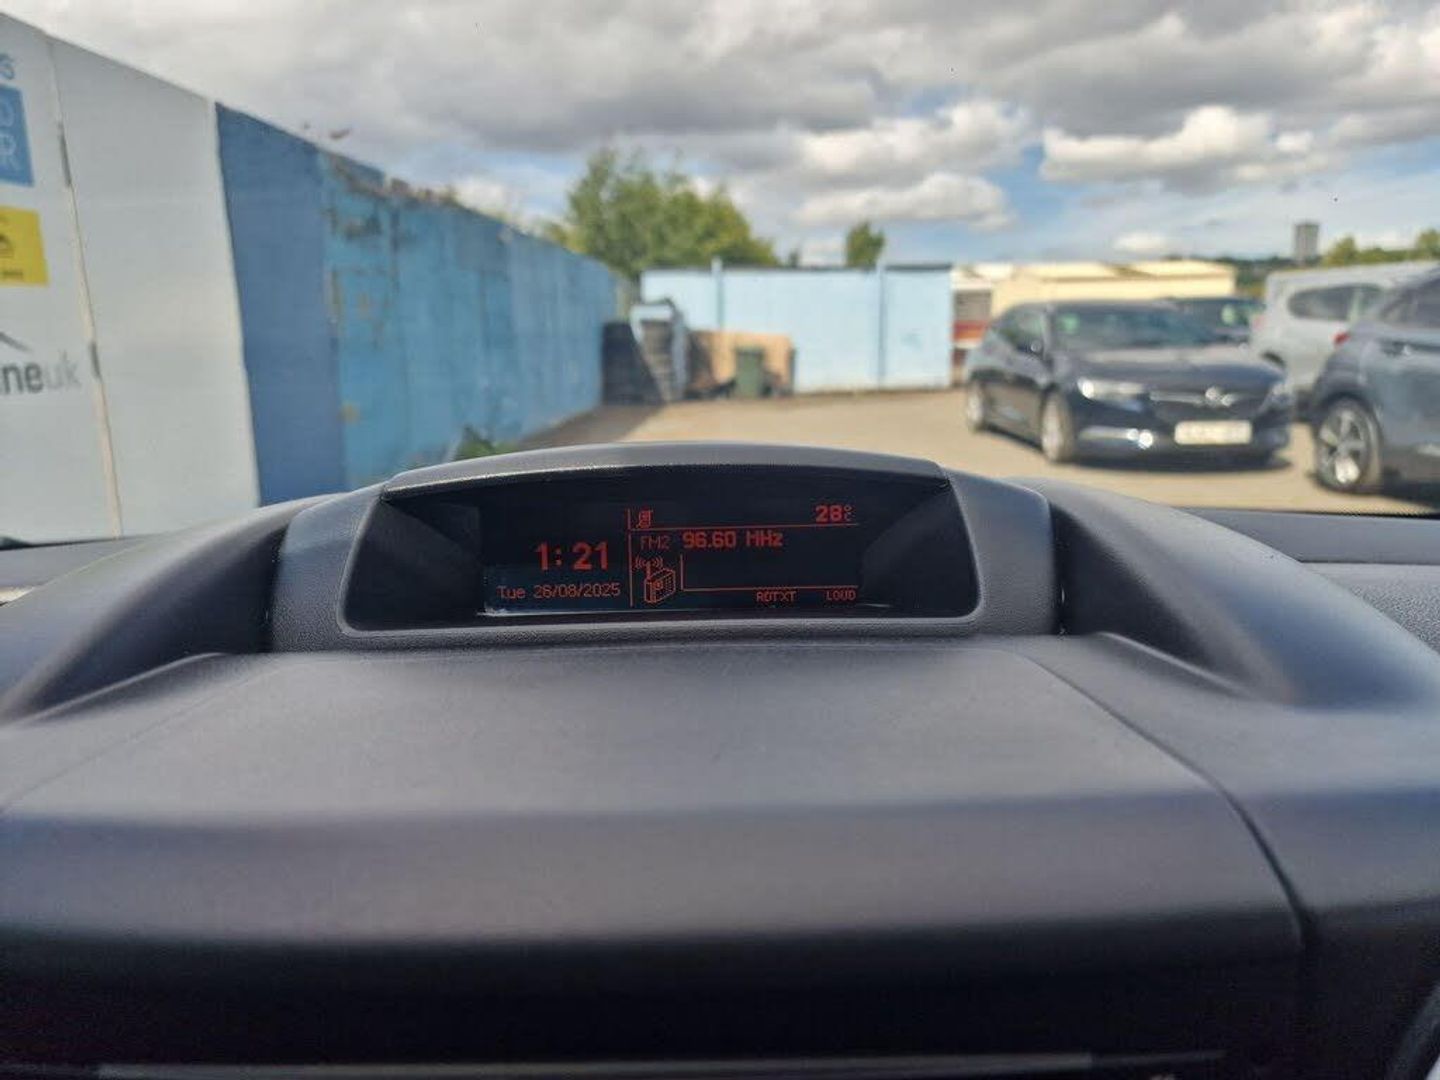 neuk
28°C
FM2 96.60 MHz
1:21
Tue 26/08/2025
RDTXT LOUD